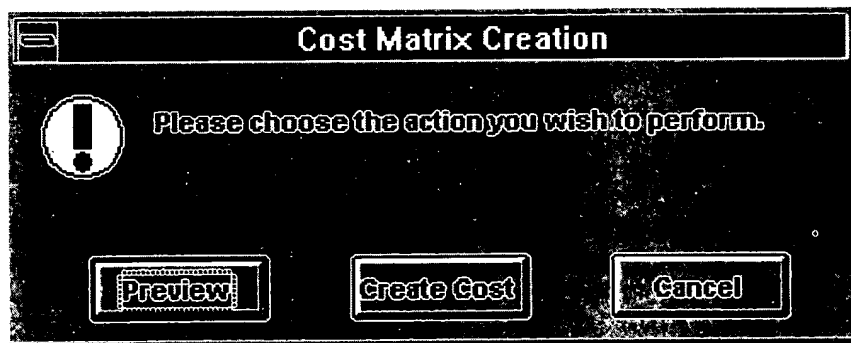 Cost Matrix Creation
Please choose the action you wish to perform.
Preview
Create Cost
Cancel